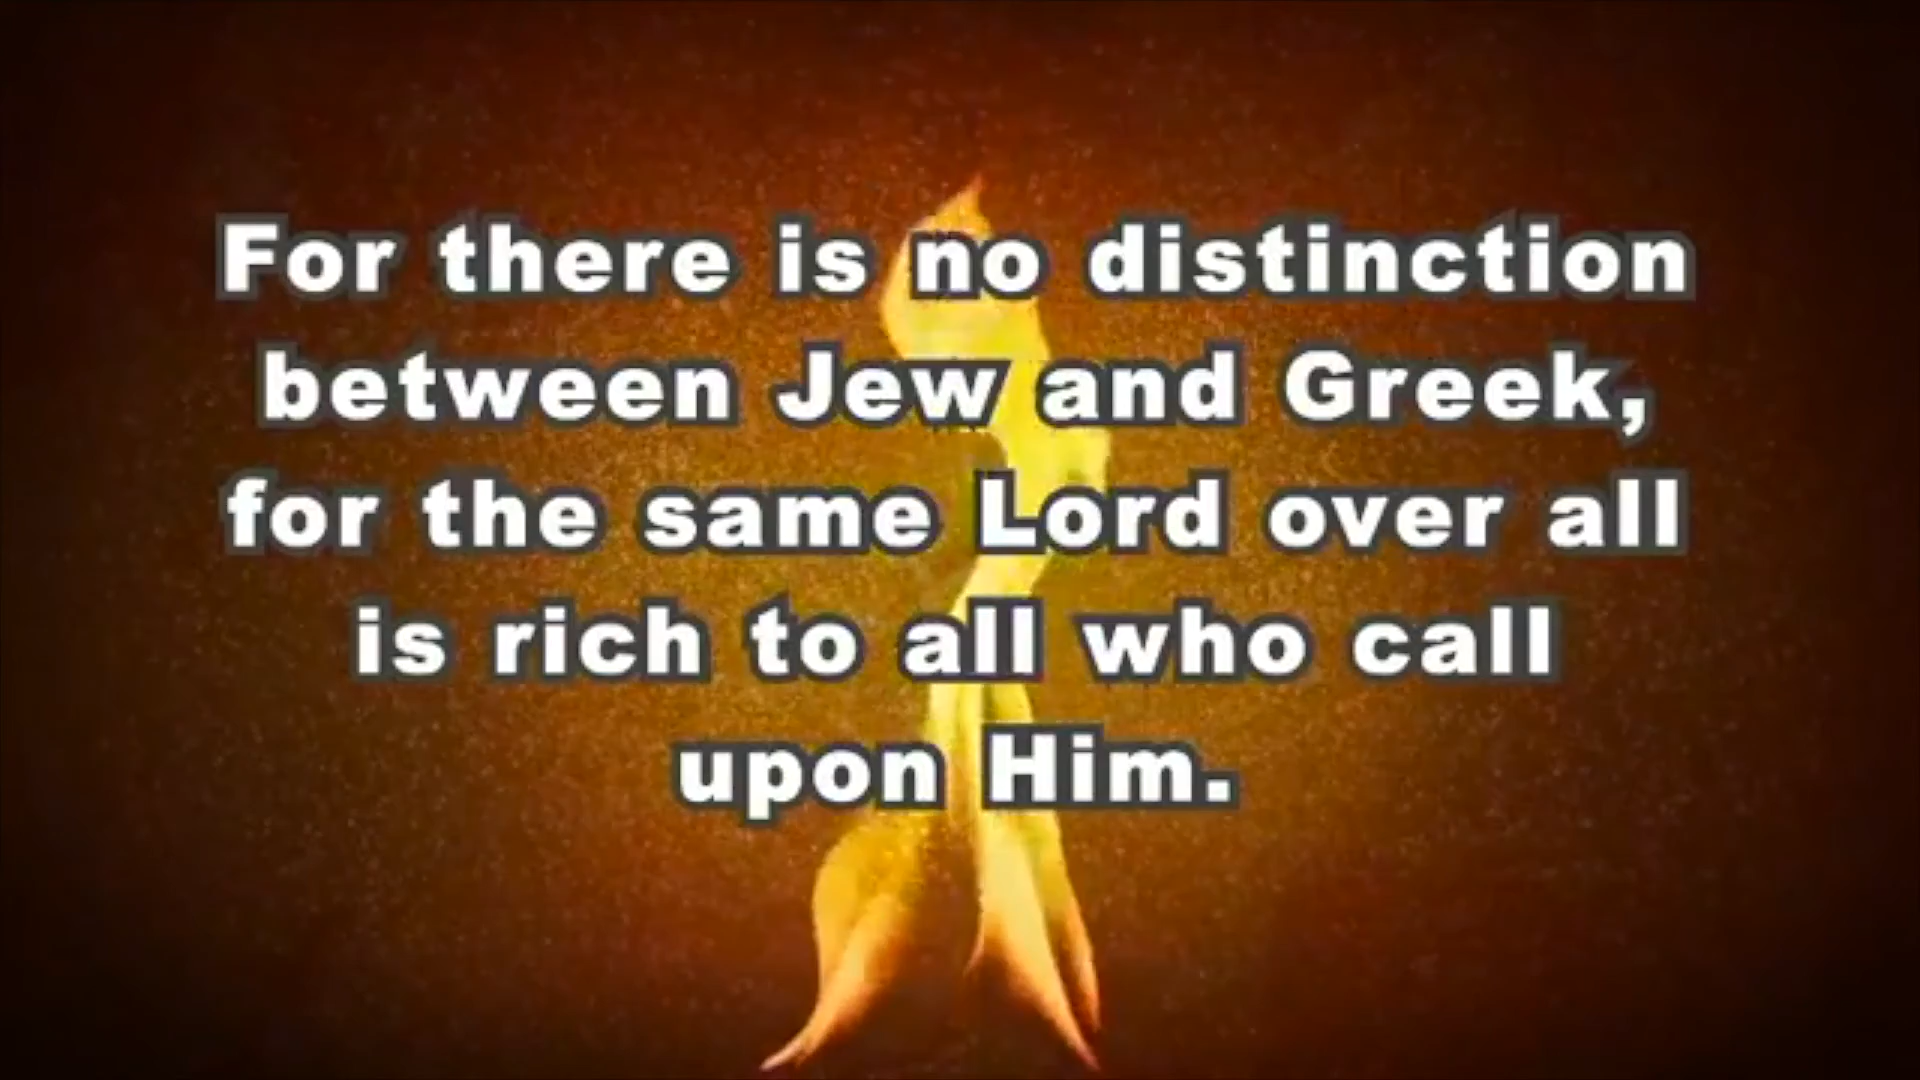 For there is no distinction
between Jew and Greek,
for the same Lord over all
is rich to all who call
upon Him.